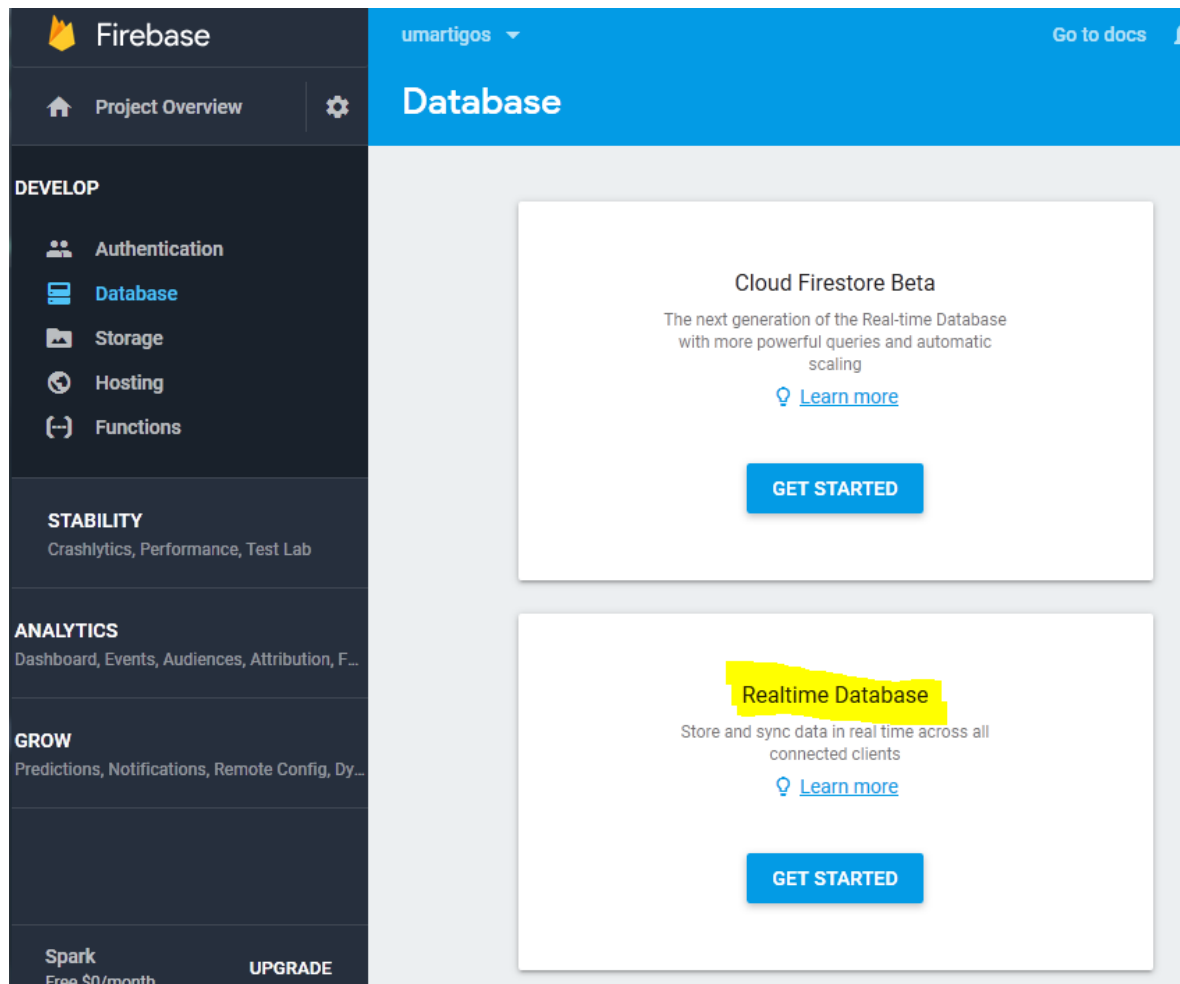 Firebase
umartigos
Go to docs
Project Overview
Database
DEVELOP
Authentication
Database
Storage
Hosting
Functions
STABILITY
Crashlytics, Performance, Test Lab
ANALYTICS
Dashboard, Events, Audiences, Attribution, F...
GROW
Predictions, Notifications, Remote Config, Dy...
Spark
Free $0/month
UPGRADE
Cloud Firestore Beta
The next generation of the Real-time Database
with more powerful queries and automatic
scaling
Learn more
GET STARTED
Realtime Database
Store and sync data in real time across all
connected clients
Learn more
GET STARTED